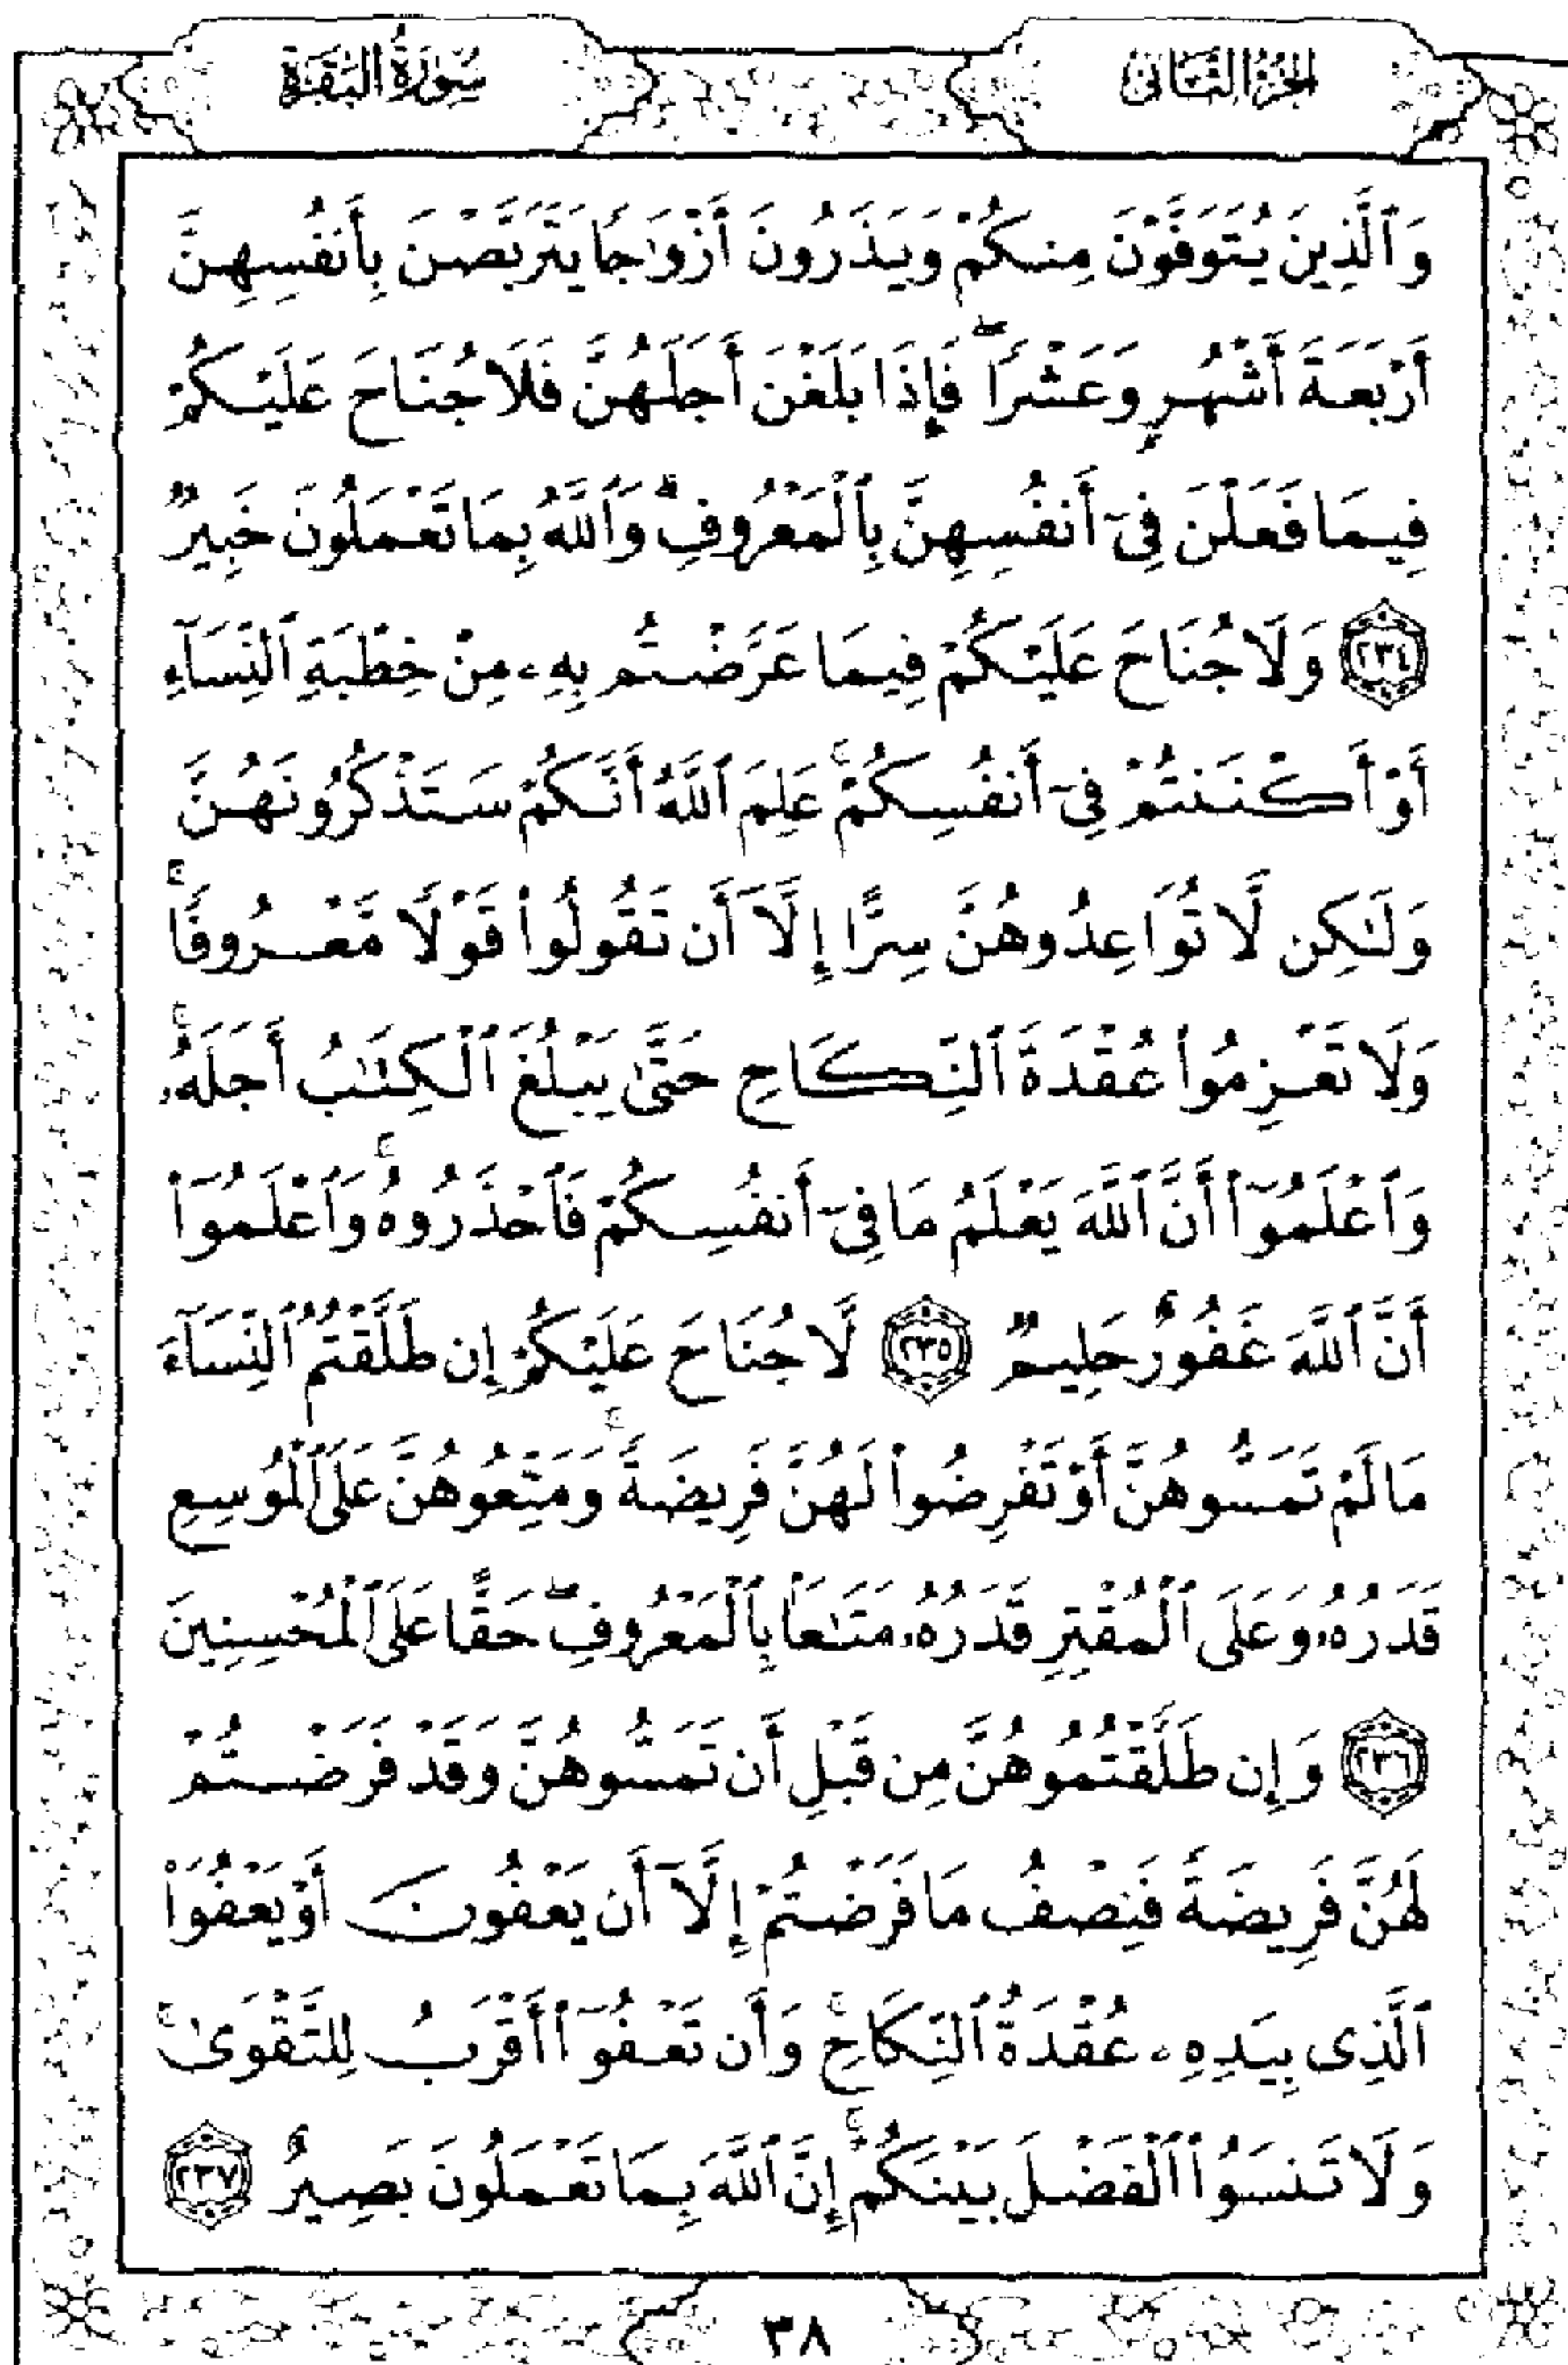 الجزء الثاني
سورة البقرة
وَٱلَّذِينَ يُتَوَفَّوْنَ مِنكُمْ وَيَذَرُونَ أَزْوَٰجًا يَتَرَبَّصْنَ بِأَنفُسِهِنَّ
أَرْبَعَةَ أَشْهُرٍ وَعَشْرًا ۖ فَإِذَا بَلَغْنَ أَجَلَهُنَّ فَلَا جُنَاحَ عَلَيْكُمْ
فِيمَا فَعَلْنَ فِىٓ أَنفُسِهِنَّ بِٱلْمَعْرُوفِ ۗ وَٱللَّهُ بِمَا تَعْمَلُونَ خَبِيرٌ
٢٣٤ وَلَا جُنَاحَ عَلَيْكُمْ فِيمَا عَرَّضْتُم بِهِۦ مِنْ خِطْبَةِ ٱلنِّسَآءِ
أَوْ أَكْنَنتُمْ فِىٓ أَنفُسِكُمْ ۚ عَلِمَ ٱللَّهُ أَنَّكُمْ سَتَذْكُرُونَهُنَّ
وَلَٰكِن لَّا تُوَاعِدُوهُنَّ سِرًّا إِلَّآ أَن تَقُولُوا۟ قَوْلًا مَّعْرُوفًا ۚ
وَلَا تَعْزِمُوا۟ عُقْدَةَ ٱلنِّكَاحِ حَتَّىٰ يَبْلُغَ ٱلْكِتَٰبُ أَجَلَهُۥ ۚ
وَٱعْلَمُوٓا۟ أَنَّ ٱللَّهَ يَعْلَمُ مَا فِىٓ أَنفُسِكُمْ فَٱحْذَرُوهُ ۚ وَٱعْلَمُوٓا۟
أَنَّ ٱللَّهَ غَفُورٌ حَلِيمٌ ٢٣٥ لَّا جُنَاحَ عَلَيْكُمْ إِن طَلَّقْتُمُ ٱلنِّسَآءَ
مَا لَمْ تَمَسُّوهُنَّ أَوْ تَفْرِضُوا۟ لَهُنَّ فَرِيضَةً ۚ وَمَتِّعُوهُنَّ عَلَى ٱلْمُوسِعِ
قَدَرُهُۥ وَعَلَى ٱلْمُقْتِرِ قَدَرُهُۥ مَتَٰعًۢا بِٱلْمَعْرُوفِ ۖ حَقًّا عَلَى ٱلْمُحْسِنِينَ
٢٣٦ وَإِن طَلَّقْتُمُوهُنَّ مِن قَبْلِ أَن تَمَسُّوهُنَّ وَقَدْ فَرَضْتُمْ
لَهُنَّ فَرِيضَةً فَنِصْفُ مَا فَرَضْتُمْ إِلَّآ أَن يَعْفُونَ أَوْ يَعْفُوَا۟
ٱلَّذِى بِيَدِهِۦ عُقْدَةُ ٱلنِّكَاحِ ۚ وَأَن تَعْفُوٓا۟ أَقْرَبُ لِلتَّقْوَىٰ ۚ
وَلَا تَنسَوُا۟ ٱلْفَضْلَ بَيْنَكُمْ ۚ إِنَّ ٱللَّهَ بِمَا تَعْمَلُونَ بَصِيرٌ ٢٣٧
٣٨